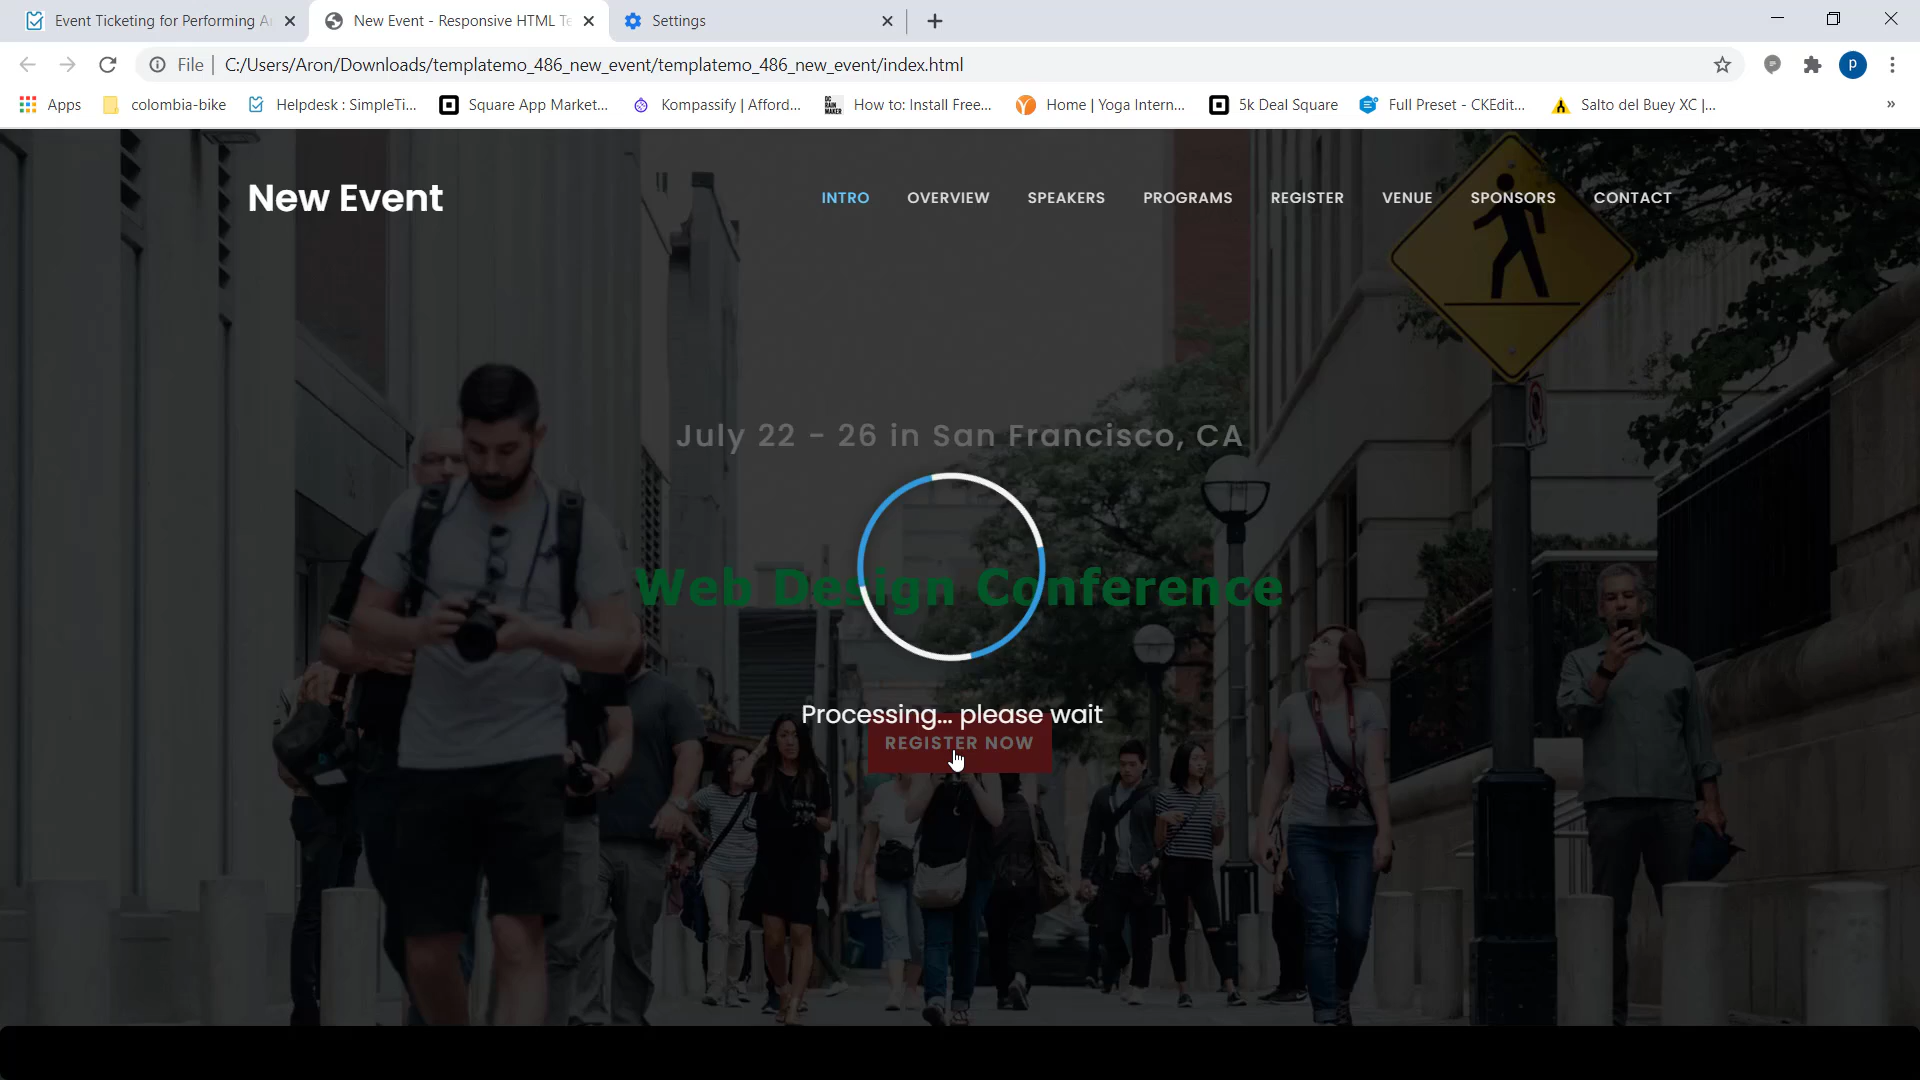 Event Ticketing for Performing A
New Event - Responsive HTML Te
Settings
File
C:/Users/Aron/Downloads/templatemo_486_new_event/templatemo_486_new_event/index.html
P
Apps
colombia-bike
Helpdesk : SimpleTi...
Square App Market...
Kompassify | Afford...
DC RAIN MAKER
How to: Install Free...
Home | Yoga Intern...
5k Deal Square
Full Preset - CKEdit...
Salto del Buey XC |...
»
New Event
INTRO
OVERVIEW
SPEAKERS
PROGRAMS
REGISTER
VENUE
SPONSORS
CONTACT
July 22 - 26 in San Francisco, CA
Web Design Conference
Processing... please wait
REGISTER NOW